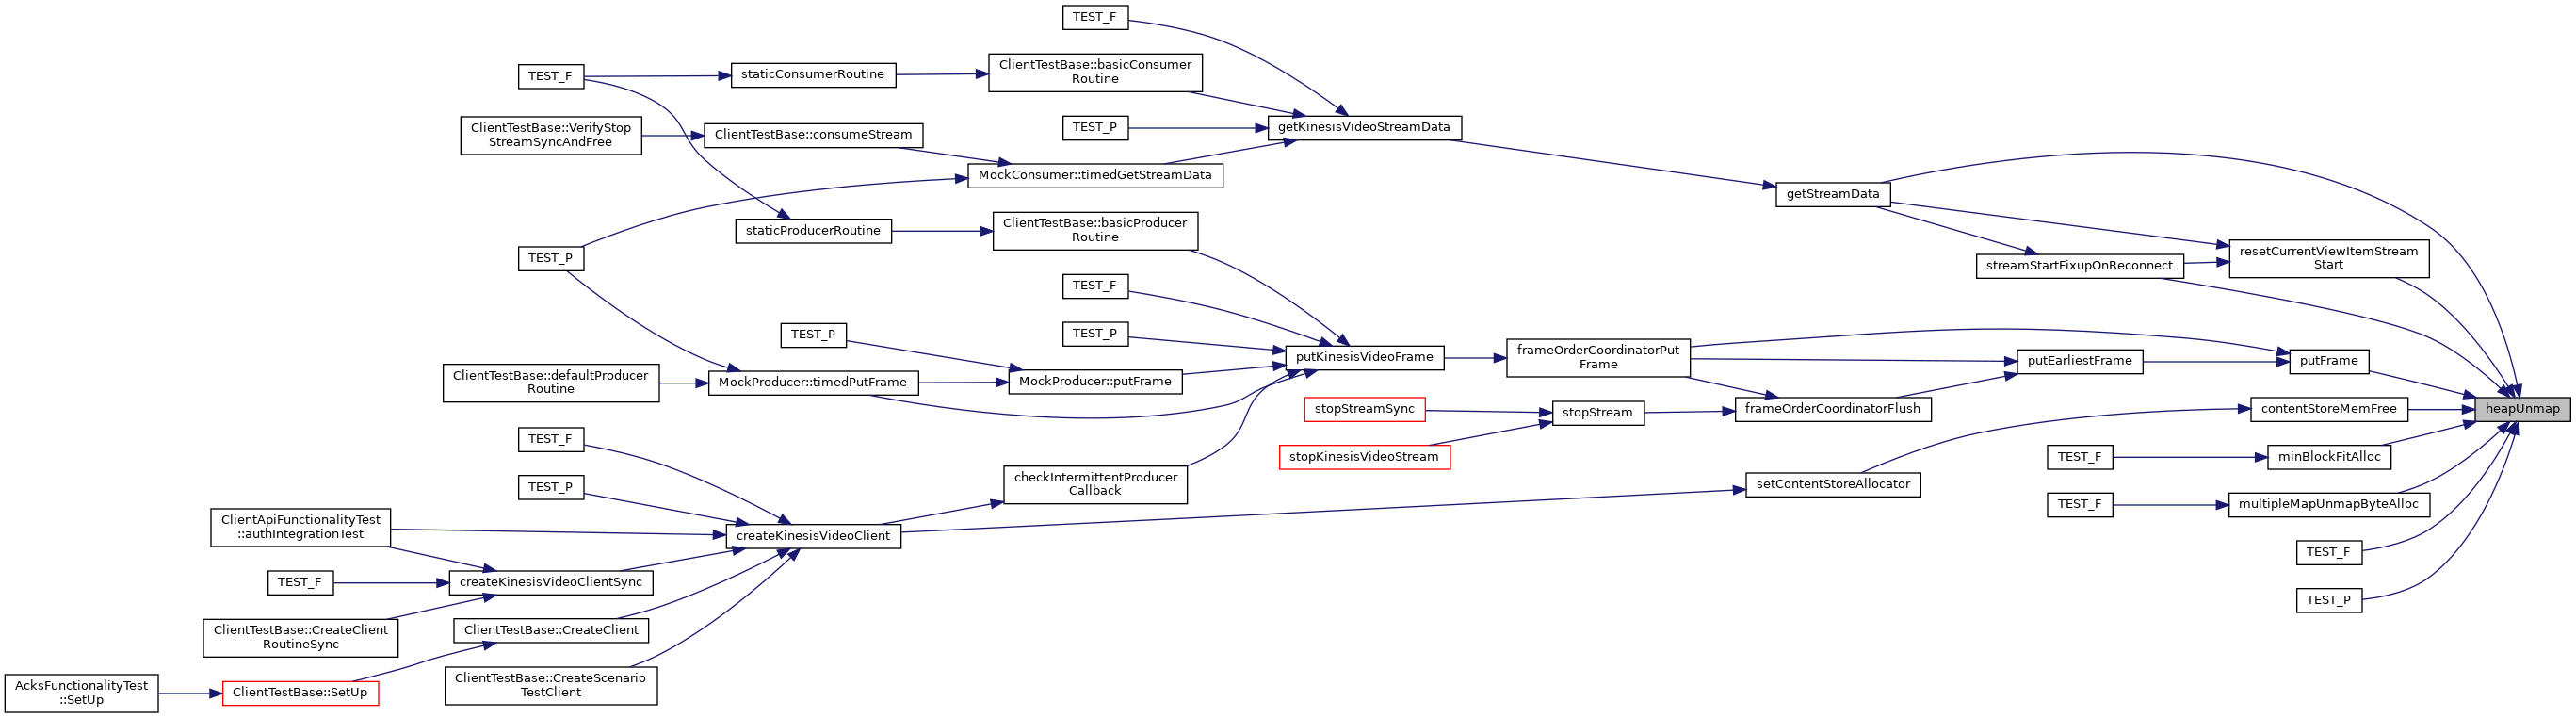 TEST_F
ClientTestBase::basicConsumer
Routine
staticConsumerRoutine
TEST_F
ClientTestBase::VerifyStop
StreamSyncAndFree
ClientTestBase::consumeStream
TEST_P
getKinesisVideoStreamData
MockConsumer::timedGetStreamData
getStreamData
staticProducerRoutine
ClientTestBase::basicProducer
Routine
TEST_P
resetCurrentViewItemStream
Start
streamStartFixupOnReconnect
TEST_F
TEST_P
TEST_P
putKinesisVideoFrame
frameOrderCoordinatorPut
Frame
putEarliestFrame
putFrame
ClientTestBase::defaultProducer
Routine
MockProducer::timedPutFrame
MockProducer::putFrame
stopStreamSync
stopStream
frameOrderCoordinatorFlush
contentStoreMemFree
heapUnmap
TEST_F
stopKinesisVideoStream
TEST_F
minBlockFitAlloc
TEST_P
checkIntermittentProducer
Callback
setContentStoreAllocator
TEST_F
multipleMapUnmapByteAlloc
ClientApiFunctionalityTest
::authIntegrationTest
createKinesisVideoClient
TEST_F
TEST_F
createKinesisVideoClientSync
TEST_P
ClientTestBase::CreateClient
RoutineSync
ClientTestBase::CreateClient
AcksFunctionalityTest
::SetUp
ClientTestBase::SetUp
ClientTestBase::CreateScenario
TestClient